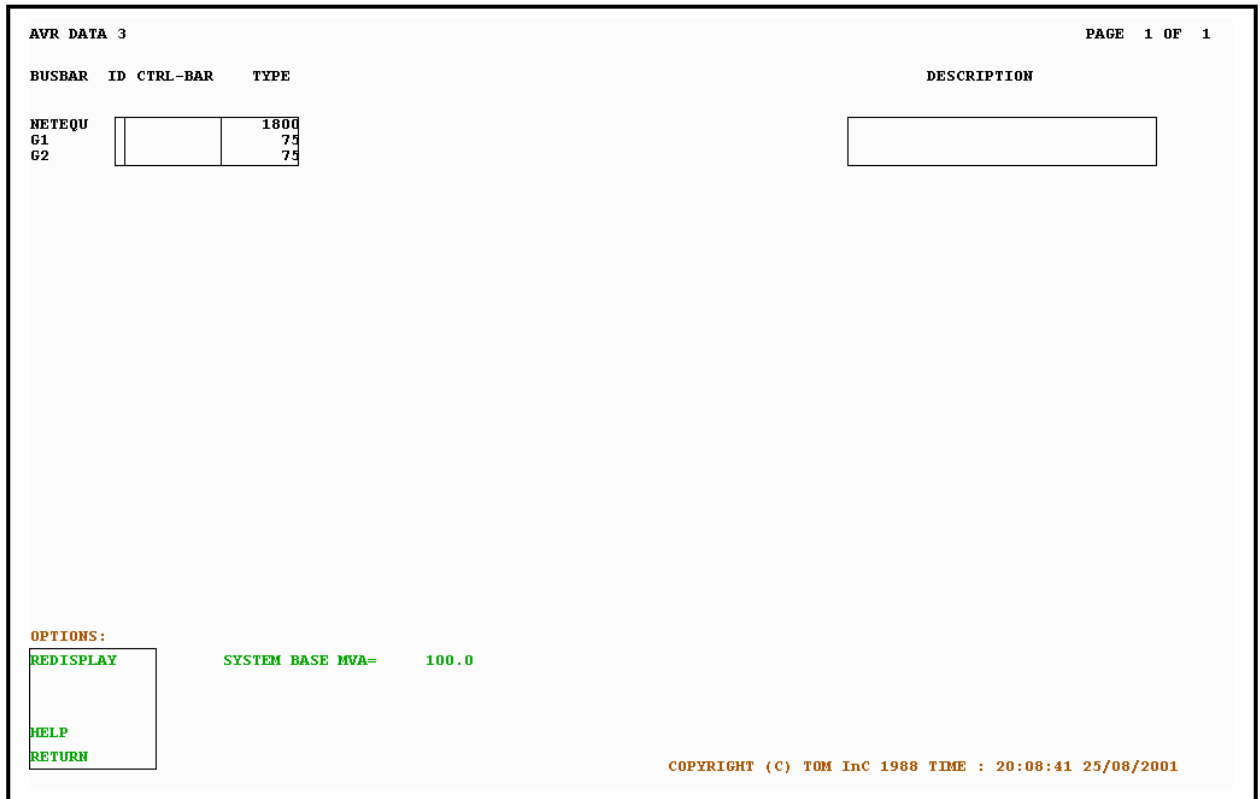 AVR DATA 3 PAGE 1 OF 1
BUSBAR ID CTRL-BAR TYPE DESCRIPTION
NETEQU 1800
G1 75
G2 75
OPTIONS:
REDISPLAY SYSTEM BASE MVA= 100.0
HELP
RETURN
COPYRIGHT (C) TOM InC 1988 TIME : 20:08:41 25/08/2001